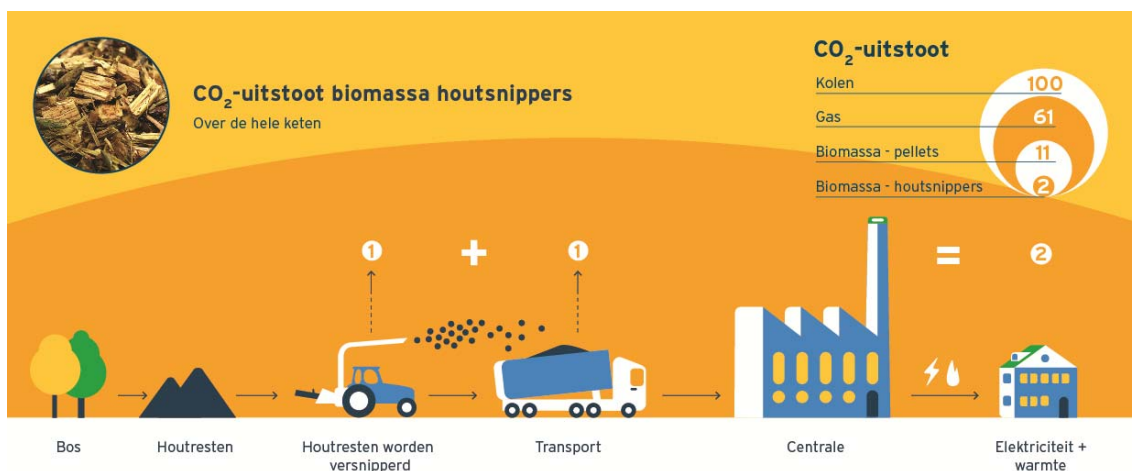 CO₂-uitstoot biomassa houtsnippers
Over de hele keten
CO₂-uitstoot
Kolen 100
Gas 61
Biomassa - pellets 11
Biomassa - houtsnippers 2
1 + 1 = 2
Bos
Houtresten
Houtresten worden
versnipperd
Transport
Centrale
Elektriciteit +
warmte